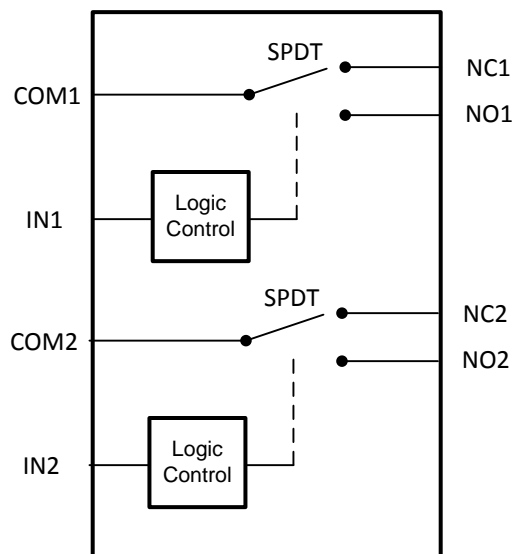 SPDT
NC1
COM1
NO1
Logic
Control
IN1
SPDT
NC2
COM2
NO2
Logic
Control
IN2